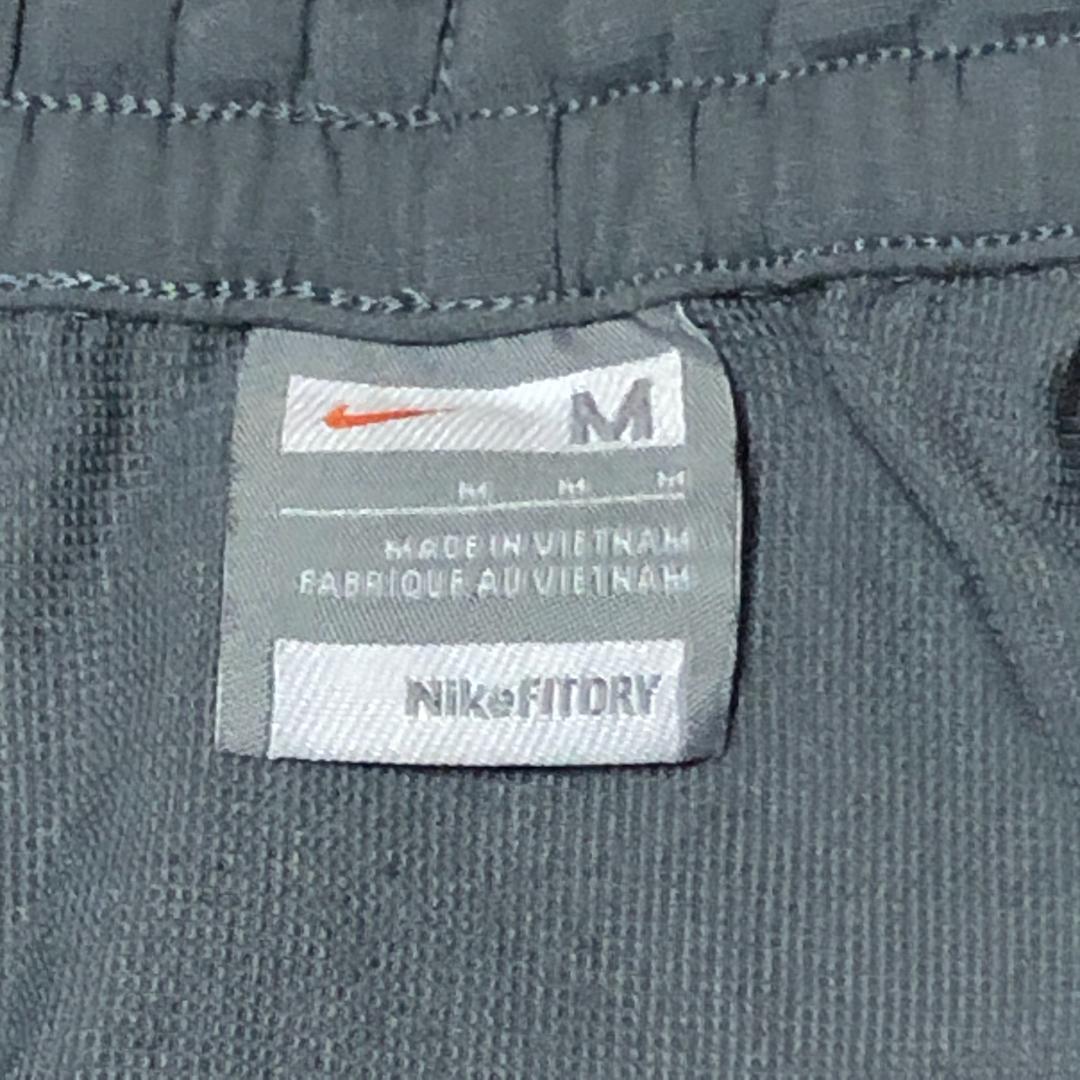 M
M M M
MADE IN VIETNAM
FABRIQUE AU VIETNAM
NikeFITDRY